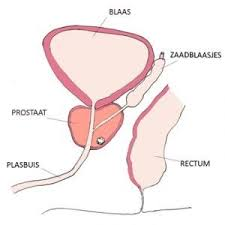 BLAAS
ZAADBLAASJES
PROSTAAT
PLASBUIS
RECTUM